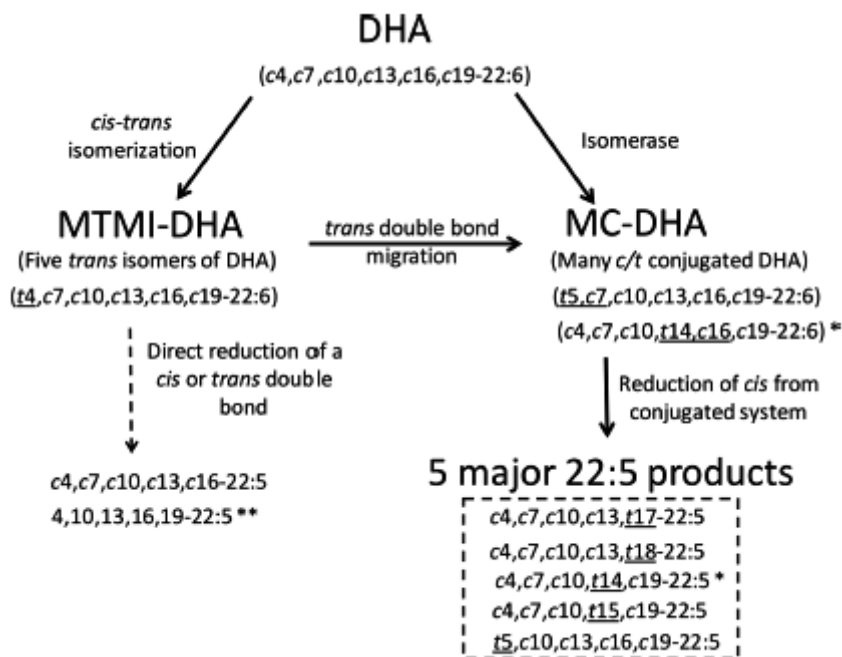 DHA
(c4,c7,c10,c13,c16,c19-22:6)
cis-trans
isomerization
Isomerase
MTMI-DHA
(Five trans isomers of DHA)
(t4,c7,c10,c13,c16,c19-22:6)
trans double bond
migration
MC-DHA
(Many c/t conjugated DHA)
(t5,c7,c10,c13,c16,c19-22:6)
(c4,c7,c10,t14,c16,c19-22:6) *
Direct reduction of a
cis or trans double
bond
Reduction of cis from
conjugated system
c4,c7,c10,c13,c16-22:5
4,10,13,16,19-22:5 **
5 major 22:5 products
c4,c7,c10,c13,t17-22:5
c4,c7,c10,c13,t18-22:5
c4,c7,c10,t14,c19-22:5 *
c4,c7,c10,t15,c19-22:5
t5,c10,c13,c16,c19-22:5